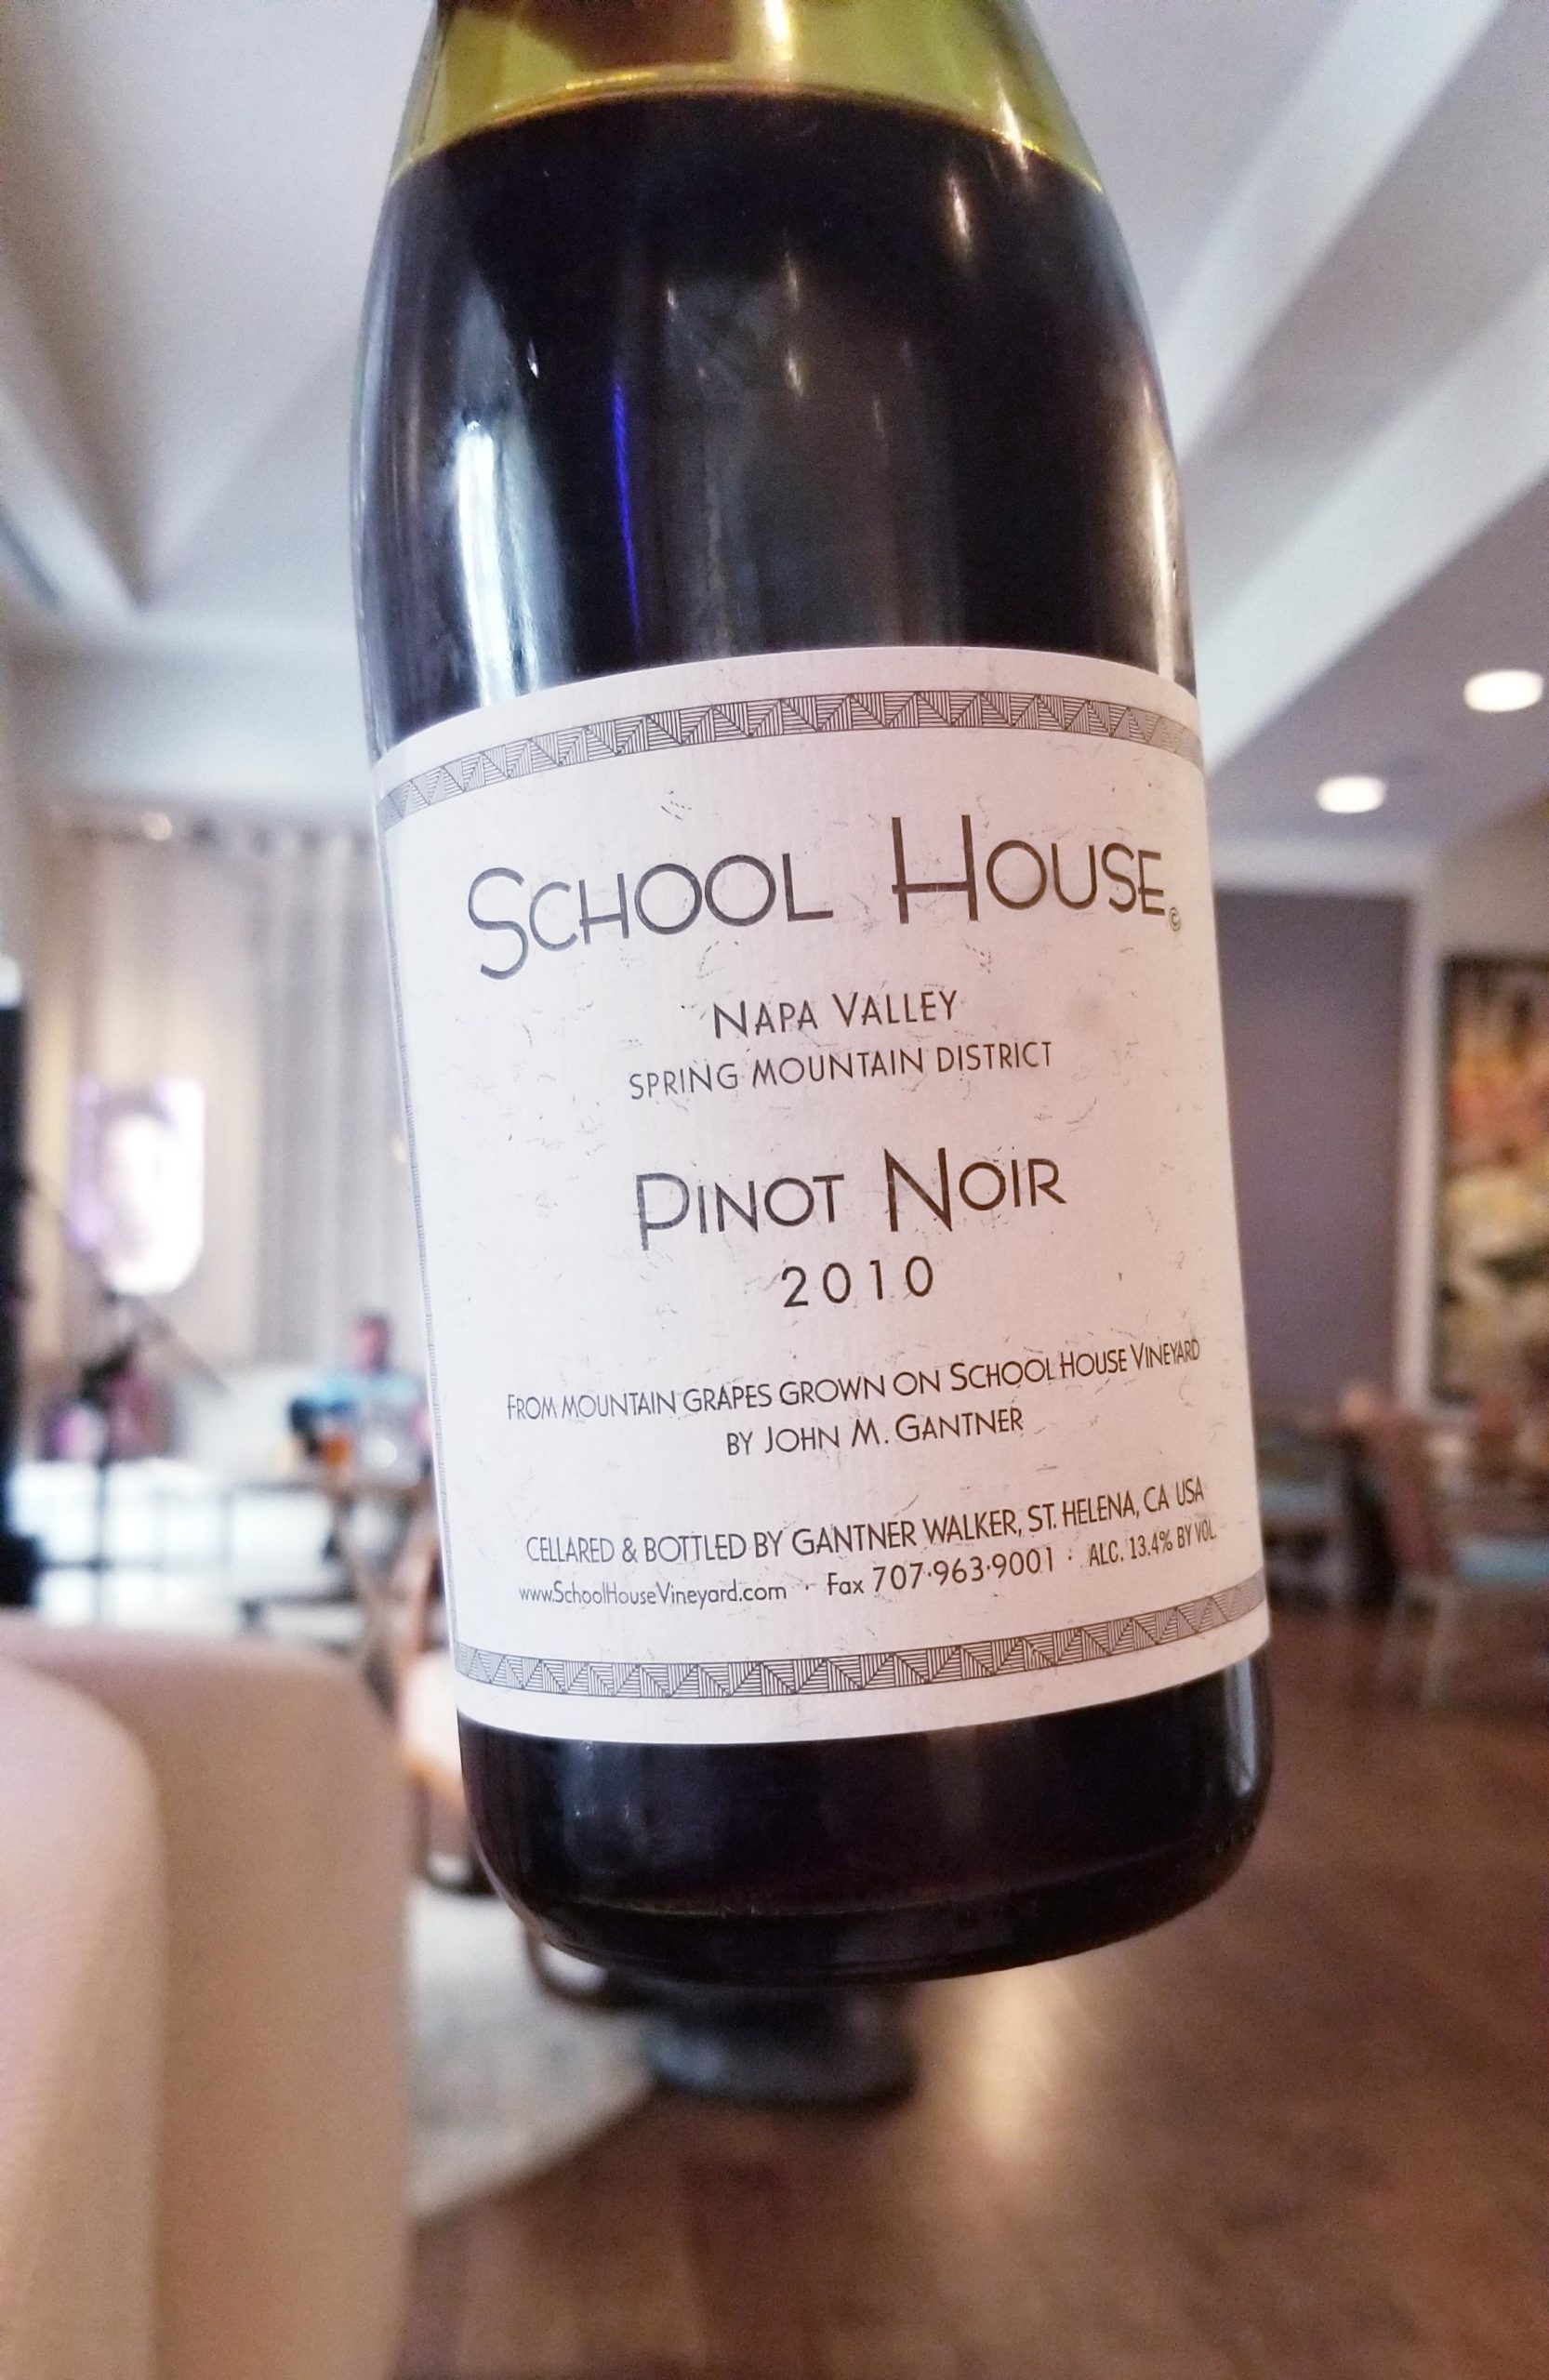 SCHOOL HOUSE©
NAPA VALLEY
SPRING MOUNTAIN DISTRICT
PINOT NOIR
2010
FROM MOUNTAIN GRAPES GROWN ON SCHOOL HOUSE VINEYARD
BY JOHN M. GANTNER
CELLARED & BOTTLED BY GANTNER WALKER, ST. HELENA, CA USA
www.SchoolHouseVineyard.com · Fax 707·963·9001 · ALC. 13.4% BY VOL.